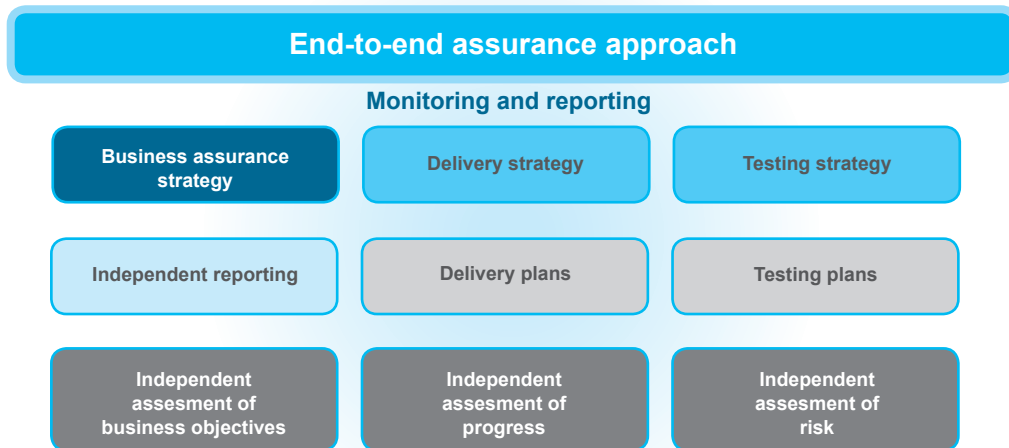 End-to-end assurance approach
Monitoring and reporting
Business assurance
strategy
Delivery strategy
Testing strategy
Independent reporting
Delivery plans
Testing plans
Independent
assesment of
business objectives
Independent
assesment of
progress
Independent
assesment of
risk